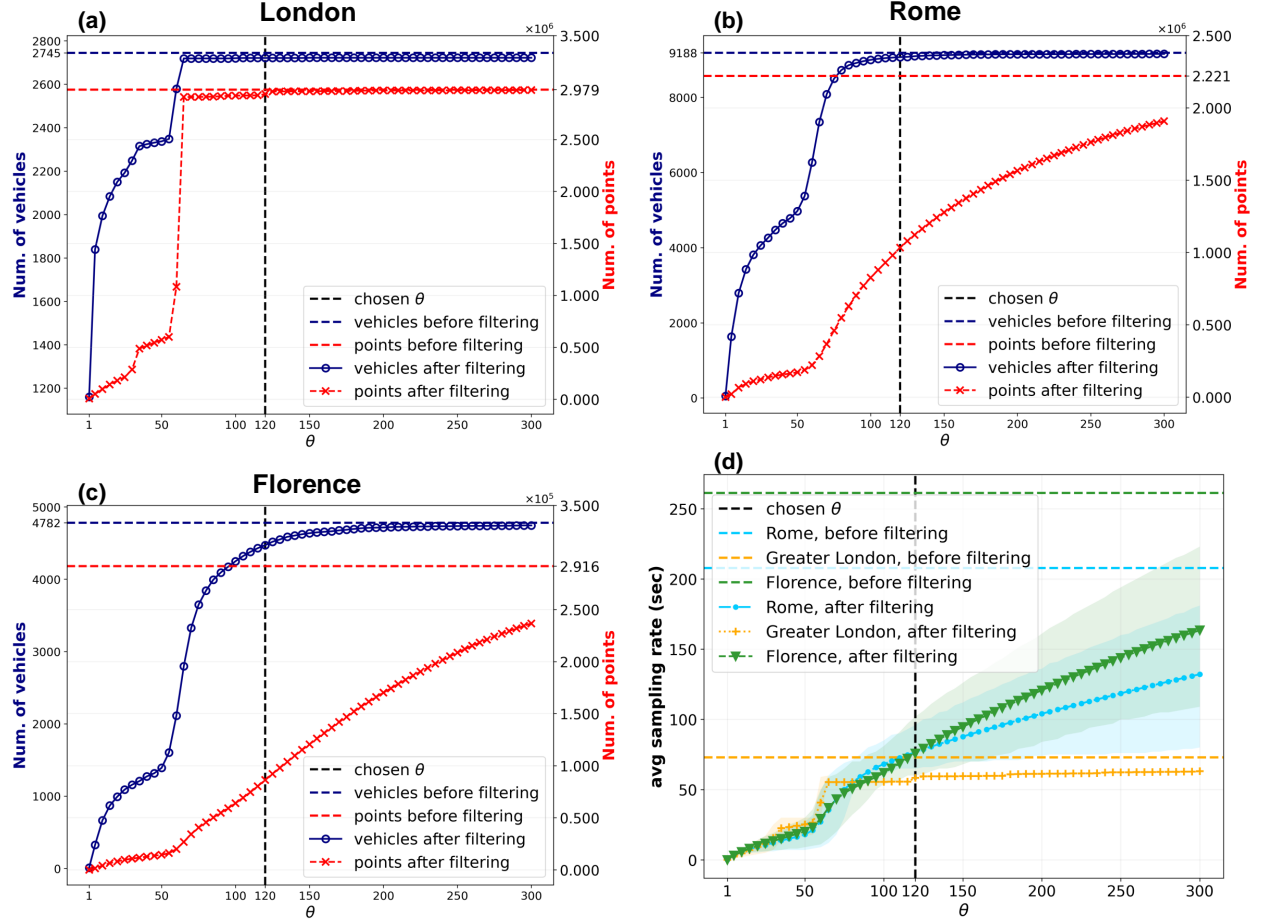 (a)
London
×10⁶
2800
2745
2600
2400
2200
2000
1800
1600
1400
1200
Num. of vehicles
3.500
2.979
2.500
2.000
1.500
1.000
0.500
0.000
Num. of points
chosen θ
vehicles before filtering
points before filtering
vehicles after filtering
points after filtering
1
50
100
120
150
200
250
300
θ
(b)
Rome
×10⁶
9188
8000
6000
4000
2000
0
Num. of vehicles
2.500
2.221
2.000
1.500
1.000
0.500
0.000
Num. of points
chosen θ
vehicles before filtering
points before filtering
vehicles after filtering
points after filtering
1
50
100
120
150
200
250
300
θ
(c)
Florence
×10⁵
5000
4782
4000
3000
2000
1000
0
Num. of vehicles
3.500
2.916
2.500
2.000
1.500
1.000
0.500
0.000
Num. of points
chosen θ
vehicles before filtering
points before filtering
vehicles after filtering
points after filtering
1
50
100
120
150
200
250
300
θ
(d)
250
200
150
100
50
0
avg sampling rate (sec)
chosen θ
Rome, before filtering
Greater London, before filtering
Florence, before filtering
Rome, after filtering
Greater London, after filtering
Florence, after filtering
1
50
100
120
150
200
250
300
θ